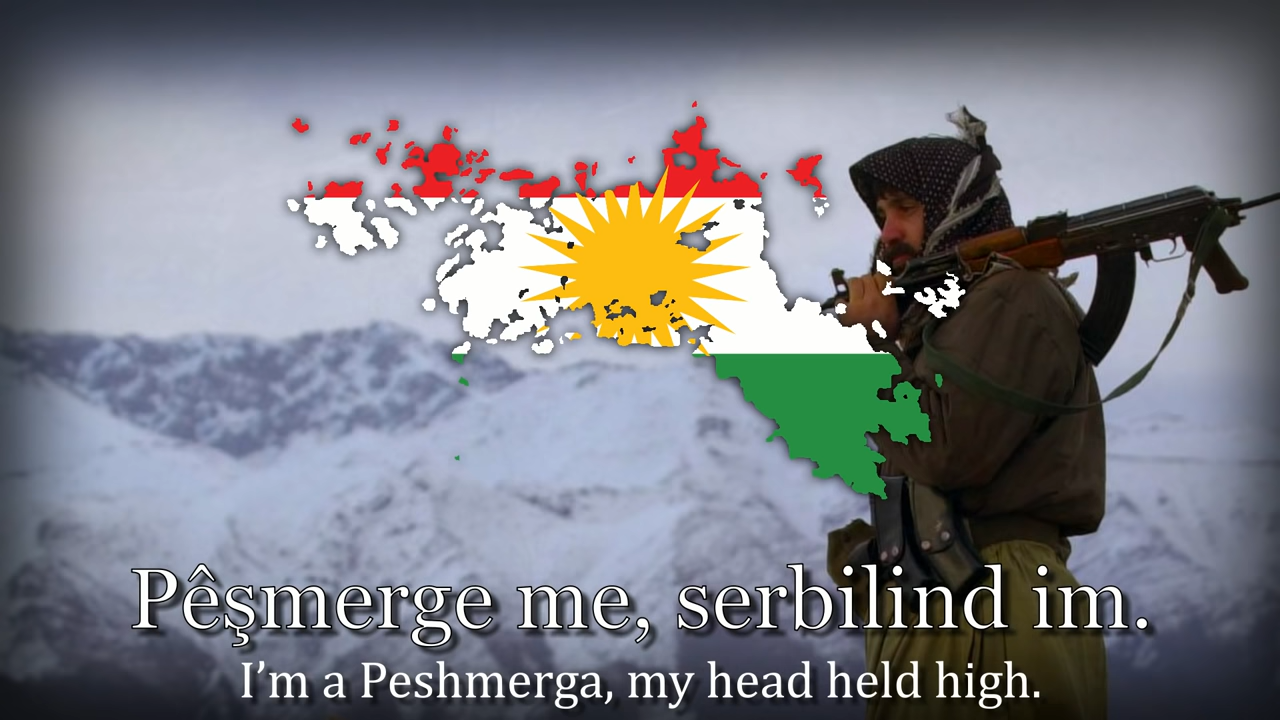 Pêşmerge me, serbilind im.
I’m a Peshmerga, my head held high.